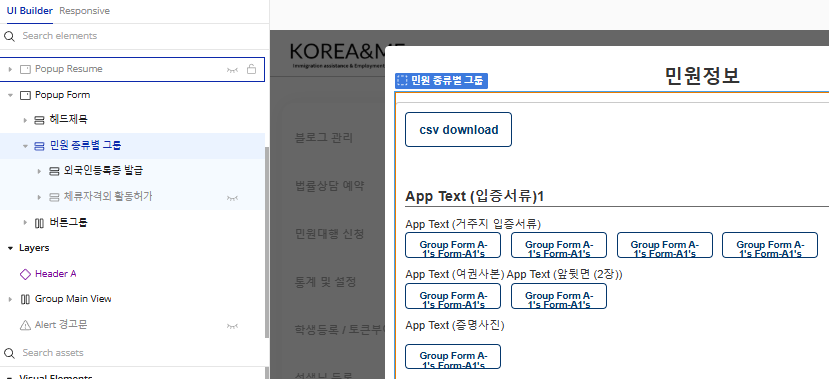 UI Builder Responsive
Search elements
Popup Resume
Popup Form
헤드제목
민원 종류별 그룹
외국인등록증 발급
체류자격외 활동허가
버튼그룹
Layers
Header A
Group Main View
Alert 경고문
Search assets
Visual Elements
KOREA&ME
Immigration assistance & Employment
블로그 관리
법률상담 예약
민원대행 신청
통계 및 설정
학생등록 / 토큰부여
선생님 등록
민원정보
민원 종류별 그룹
csv download
App Text (입증서류)1
App Text (거주지 입증서류)
Group Form A-
1's Form-A1's
Group Form A-
1's Form-A1's
Group Form A-
1's Form-A1's
Group Form A-
1's Form-A1's
App Text (여권사본) App Text (앞뒷면 (2장))
Group Form A-
1's Form-A1's
Group Form A-
1's Form-A1's
App Text (증명사진)
Group Form A-
1's Form-A1's